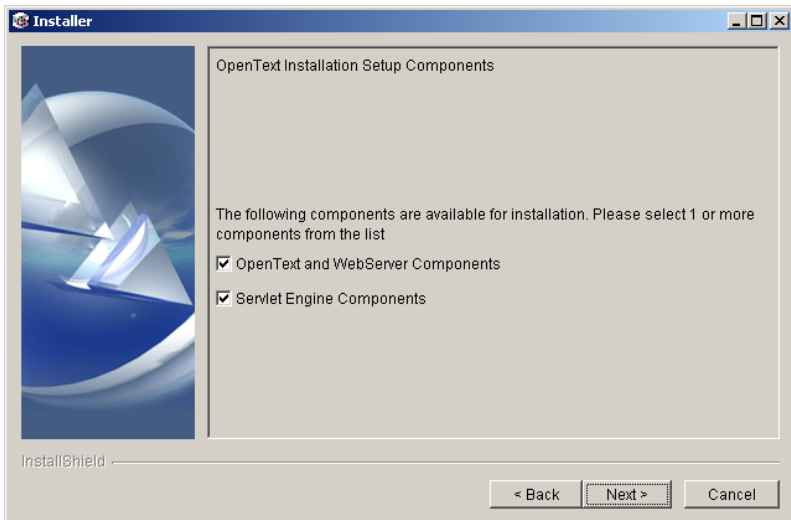 Installer
OpenText Installation Setup Components
The following components are available for installation. Please select 1 or more
components from the list
OpenText and WebServer Components
Servlet Engine Components
InstallShield
< Back
Next >
Cancel